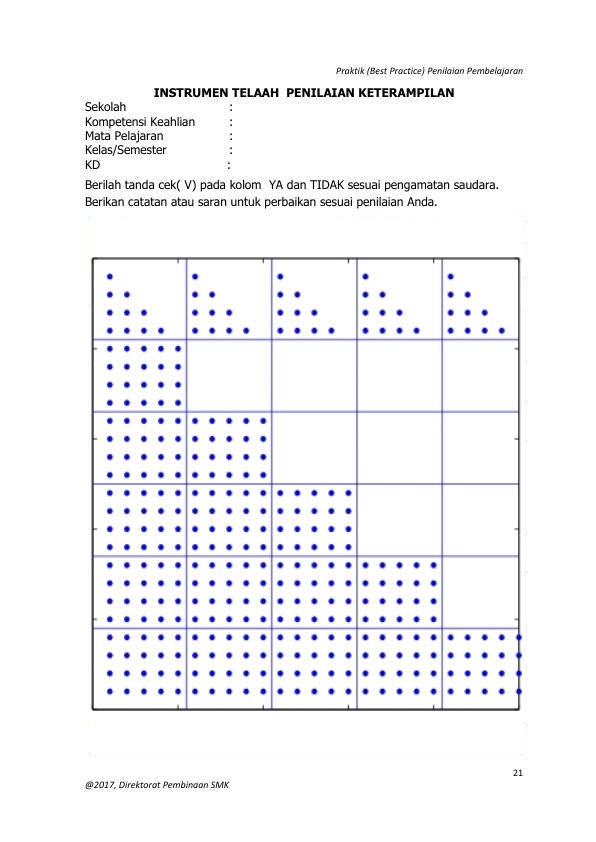 Praktik (Best Practice) Penilaian Pembelajaran
INSTRUMEN TELAAH PENILAIAN KETERAMPILAN
Sekolah :
Kompetensi Keahlian :
Mata Pelajaran :
Kelas/Semester :
KD :
Berilah tanda cek( V) pada kolom YA dan TIDAK sesuai pengamatan saudara.
Berikan catatan atau saran untuk perbaikan sesuai penilaian Anda.
21
@2017, Direktorat Pembinaan SMK